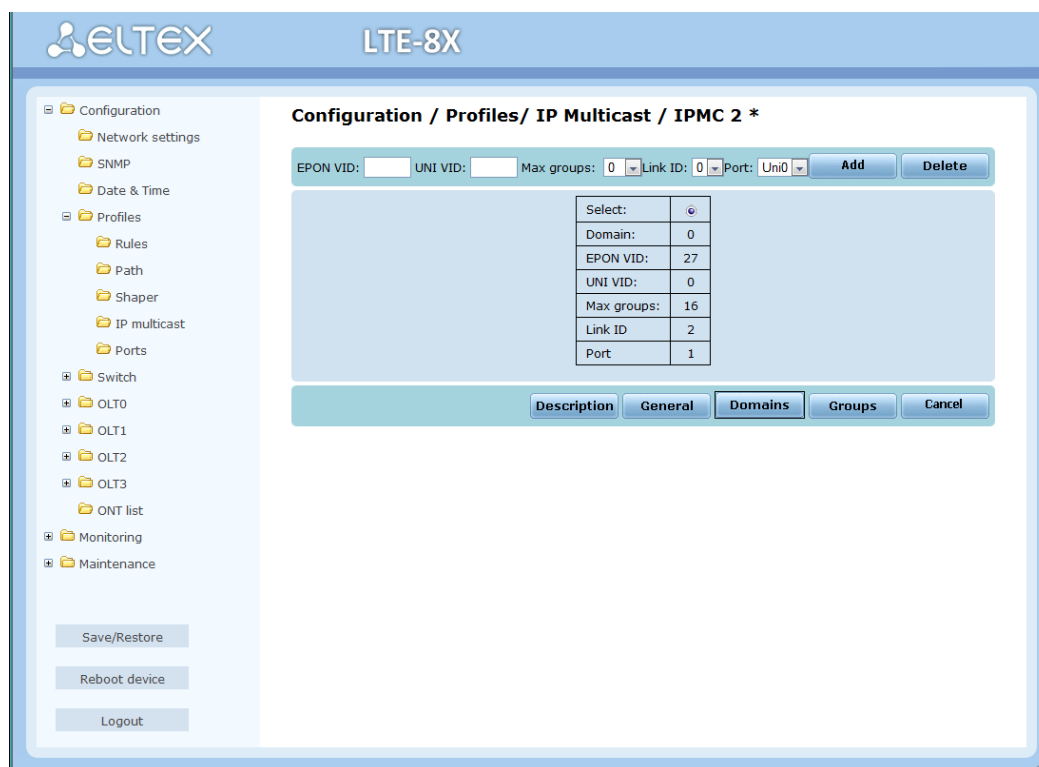 ELTEX LTE-8X
Configuration
Network settings
SNMP
Date & Time
Profiles
Rules
Path
Shaper
IP multicast
Ports
Switch
OLT0
OLT1
OLT2
OLT3
ONT list
Monitoring
Maintenance
Save/Restore
Reboot device
Logout
Configuration / Profiles/ IP Multicast / IPMC 2 *
EPON VID: UNI VID: Max groups: 0 Link ID: 0 Port: Uni0 Add Delete
Select:
Domain: 0
EPON VID: 27
UNI VID: 0
Max groups: 16
Link ID 2
Port 1
Description General Domains Groups Cancel